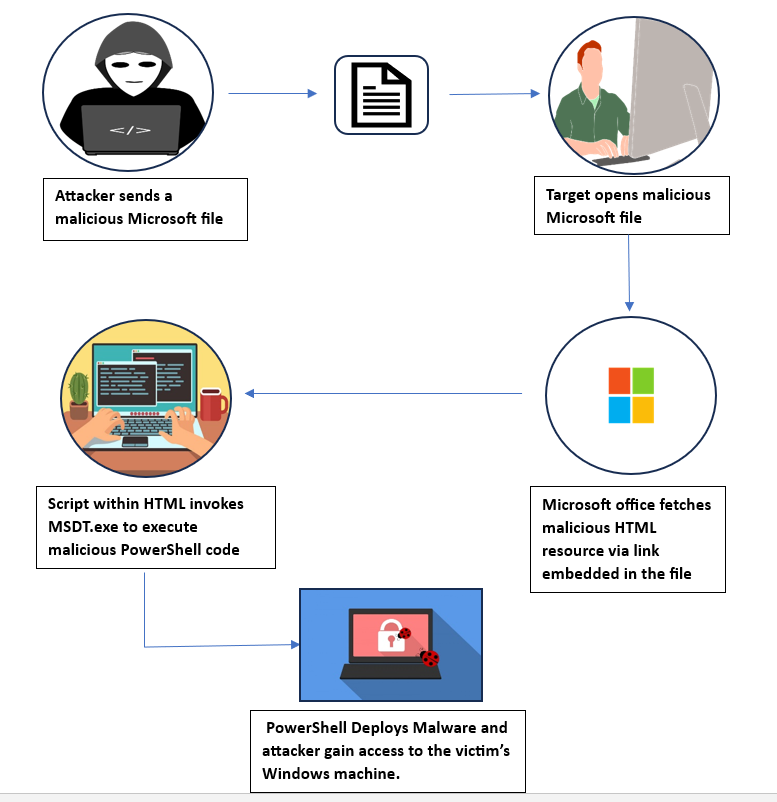 </>
Attacker sends a
malicious Microsoft file
Target opens malicious
Microsoft file
Microsoft office fetches
malicious HTML
resource via link
embedded in the file
Script within HTML invokes
MSDT.exe to execute
malicious PowerShell code
PowerShell Deploys Malware and
attacker gain access to the victim’s
Windows machine.